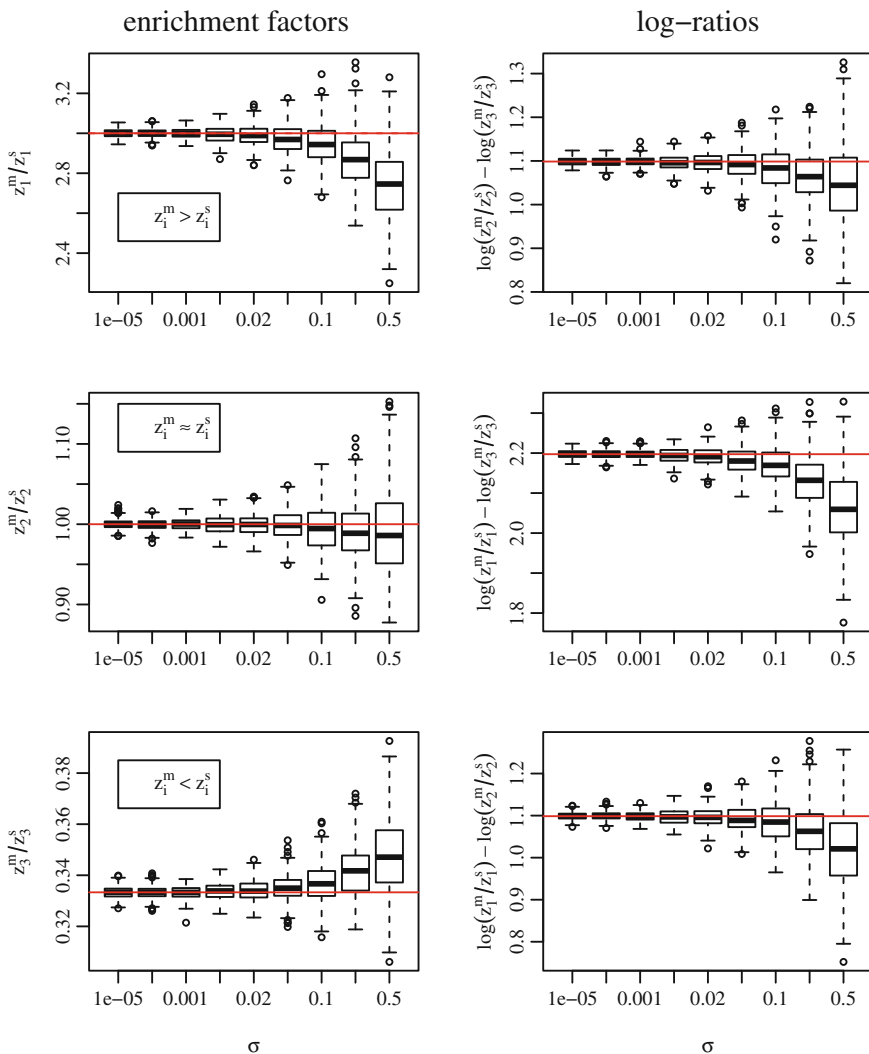 enrichment factors
log−ratios
z₁ᵐ/z₁ˢ
2.4 2.8 3.2
zᵢᵐ > zᵢˢ
1e−05 0.001 0.02 0.1 0.5
log(z₂ᵐ/z₂ˢ) − log(z₃ᵐ/z₃ˢ)
0.8 0.9 1.0 1.1 1.2 1.3
1e−05 0.001 0.02 0.1 0.5
z₂ᵐ/z₂ˢ
0.90 1.00 1.10
zᵢᵐ ≈ zᵢˢ
1e−05 0.001 0.02 0.1 0.5
log(z₁ᵐ/z₁ˢ) − log(z₃ᵐ/z₃ˢ)
1.8 2.0 2.2
1e−05 0.001 0.02 0.1 0.5
z₃ᵐ/z₃ˢ
0.32 0.34 0.36 0.38
zᵢᵐ < zᵢˢ
1e−05 0.001 0.02 0.1 0.5
σ
log(z₁ᵐ/z₁ˢ) − log(z₂ᵐ/z₂ˢ)
0.8 0.9 1.0 1.1 1.2
1e−05 0.001 0.02 0.1 0.5
σ